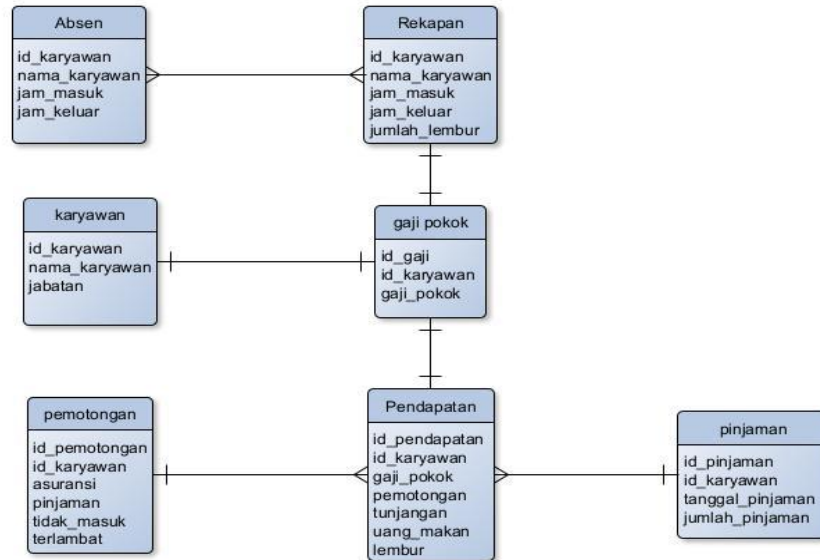 Absen
id_karyawan
nama_karyawan
jam_masuk
jam_keluar
Rekapan
id_karyawan
nama_karyawan
jam_masuk
jam_keluar
jumlah_lembur
karyawan
id_karyawan
nama_karyawan
jabatan
gaji pokok
id_gaji
id_karyawan
gaji_pokok
pemotongan
id_pemotongan
id_karyawan
asuransi
pinjaman
tidak_masuk
terlambat
Pendapatan
id_pendapatan
id_karyawan
gaji_pokok
pemotongan
tunjangan
uang_makan
lembur
pinjaman
id_pinjaman
id_karyawan
tanggal_pinjaman
jumlah_pinjaman